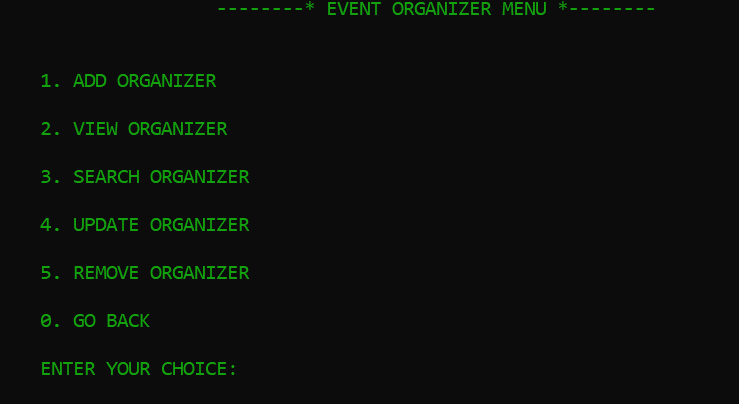 --------* EVENT ORGANIZER MENU *--------
1. ADD ORGANIZER
2. VIEW ORGANIZER
3. SEARCH ORGANIZER
4. UPDATE ORGANIZER
5. REMOVE ORGANIZER
0. GO BACK
ENTER YOUR CHOICE: